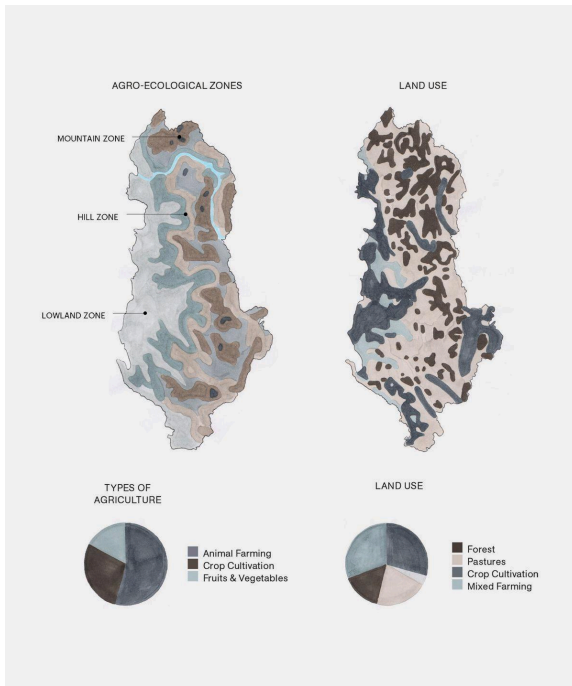 AGRO-ECOLOGICAL ZONES
LAND USE
MOUNTAIN ZONE
HILL ZONE
LOWLAND ZONE
TYPES OF
AGRICULTURE
Animal Farming
Crop Cultivation
Fruits & Vegetables
LAND USE
Forest
Pastures
Crop Cultivation
Mixed Farming